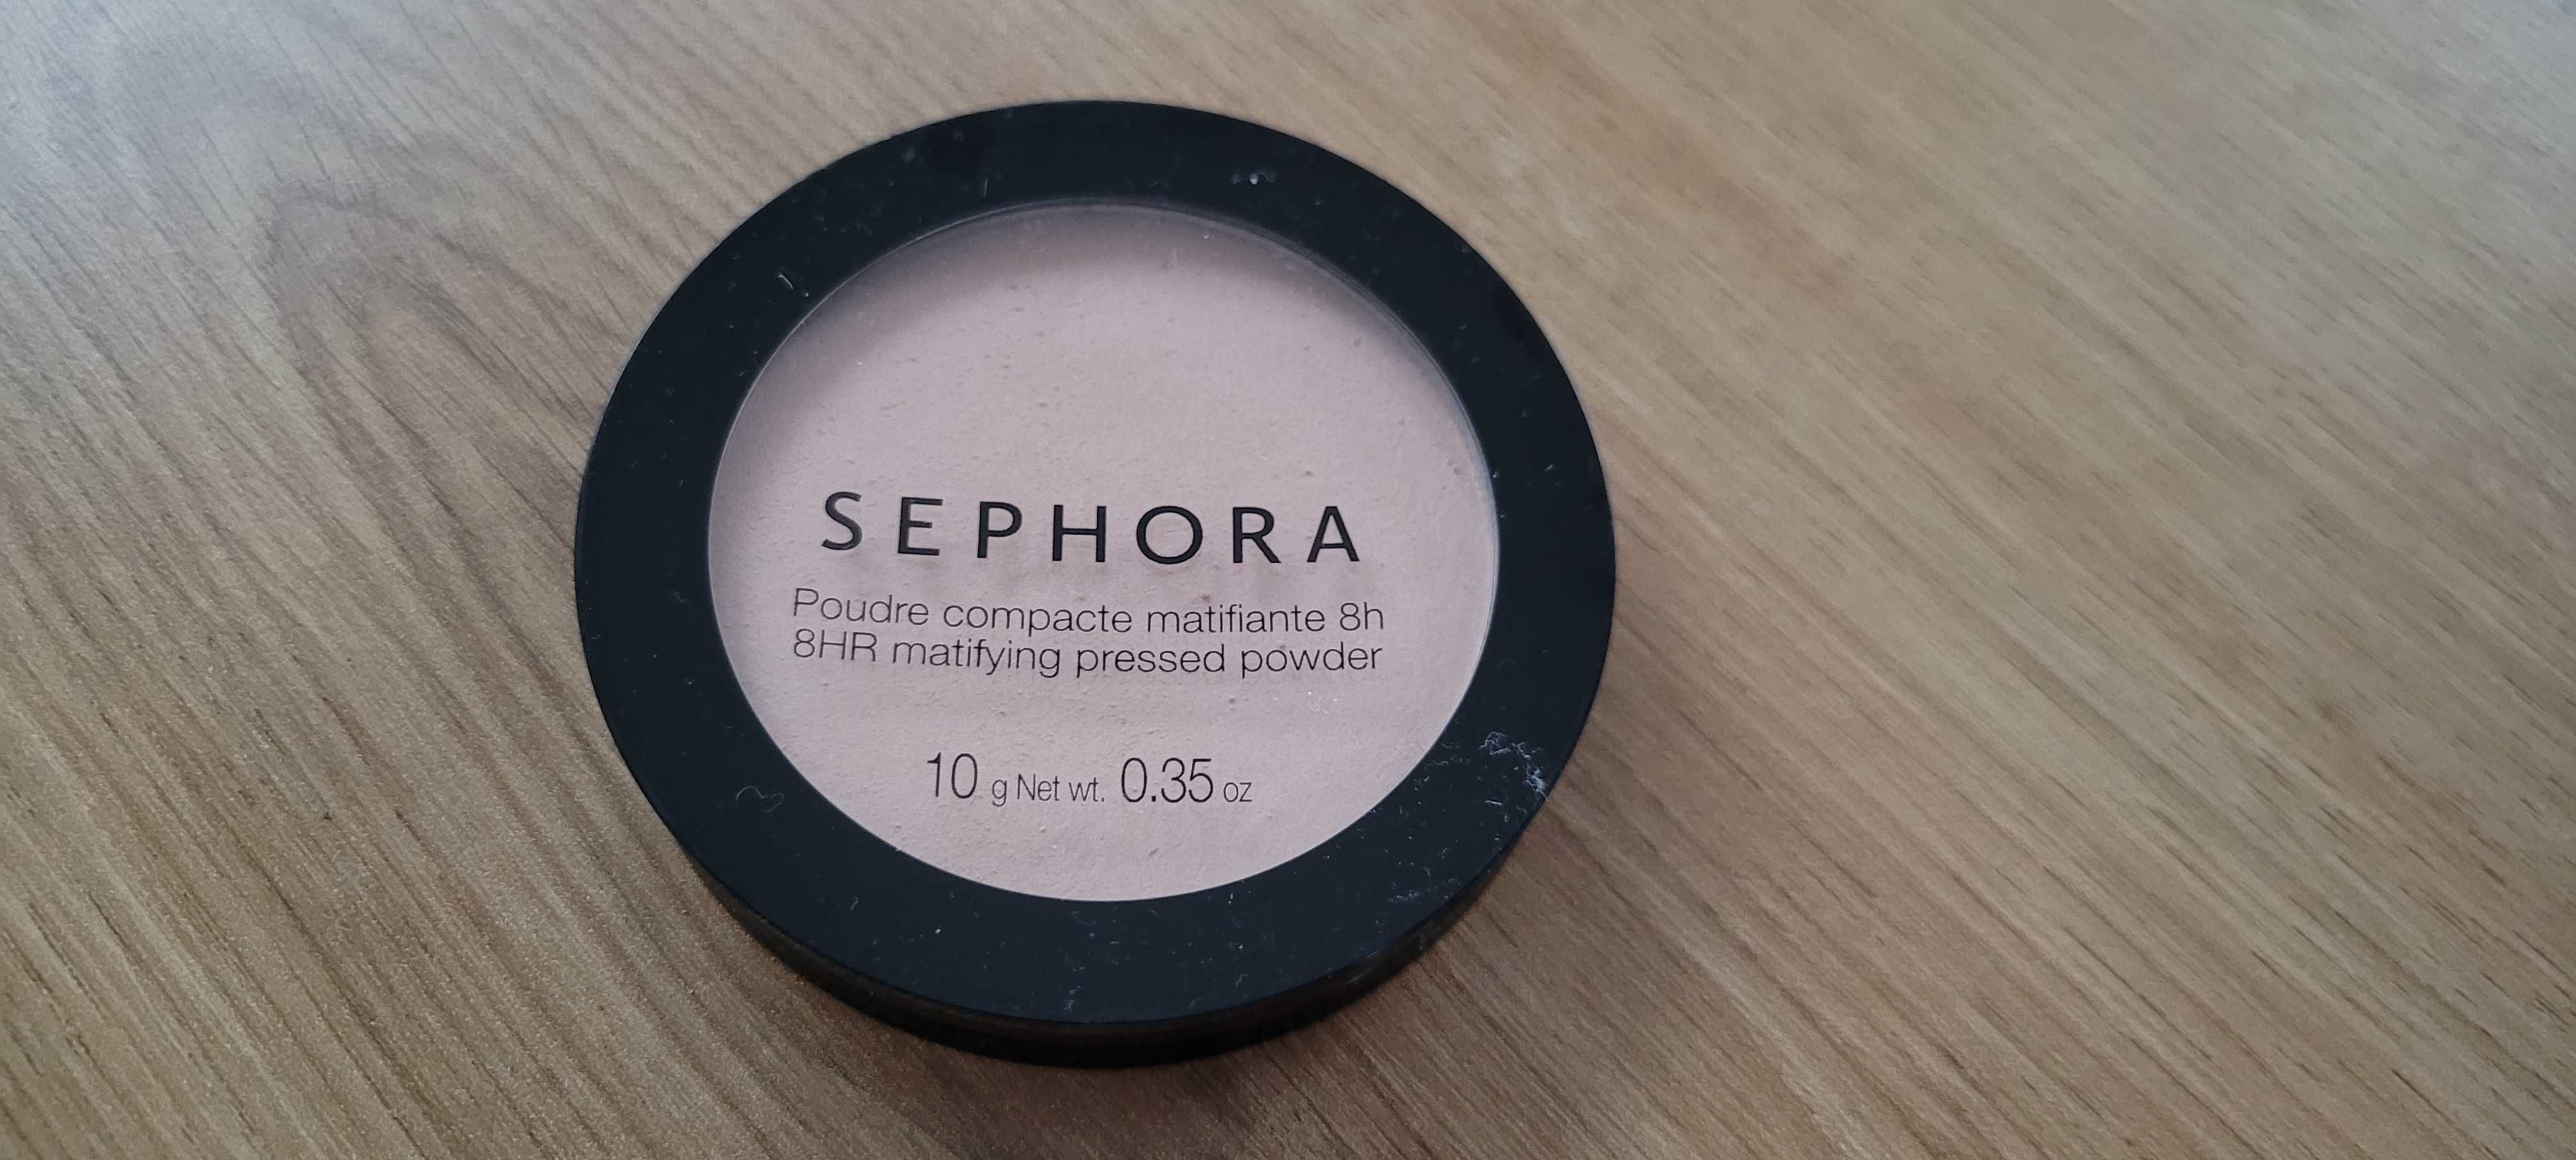 SEPHORA
Poudre compacte matifiante 8h
8HR matifying pressed powder
10 g Net wt. 0.35 oz